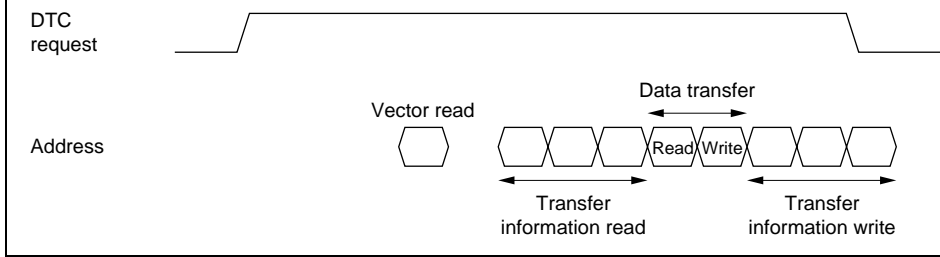 DTC
request
Data transfer
Vector read
Address
Read
Write
Transfer
information read
Transfer
information write